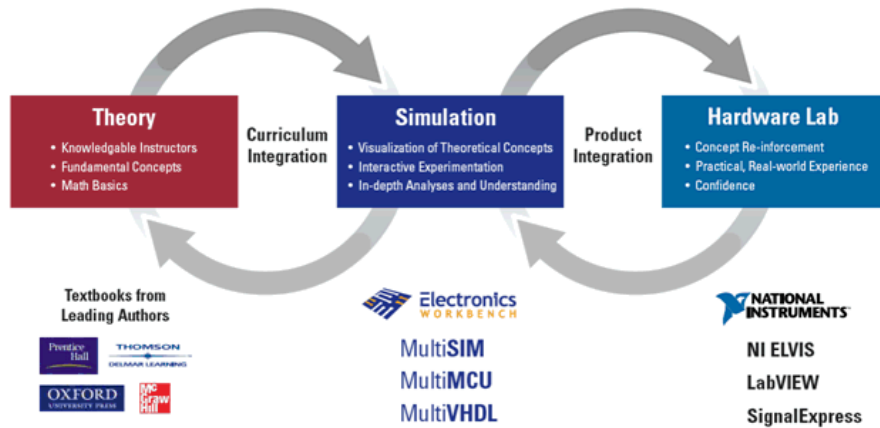 Theory
• Knowledgable Instructors
• Fundamental Concepts
• Math Basics
Curriculum
Integration
Simulation
• Visualization of Theoretical Concepts
• Interactive Experimentation
• In-depth Analyses and Understanding
Product
Integration
Hardware Lab
• Concept Re-inforcement
• Practical, Real-world Experience
• Confidence
Textbooks from
Leading Authors
Prentice
Hall
THOMSON
DELMAR LEARNING
OXFORD
UNIVERSITY PRESS
Mc
Graw
Hill
Electronics
WORKBENCH
MultiSIM
MultiMCU
MultiVHDL
NATIONAL
INSTRUMENTS™
NI ELVIS
LabVIEW
SignalExpress